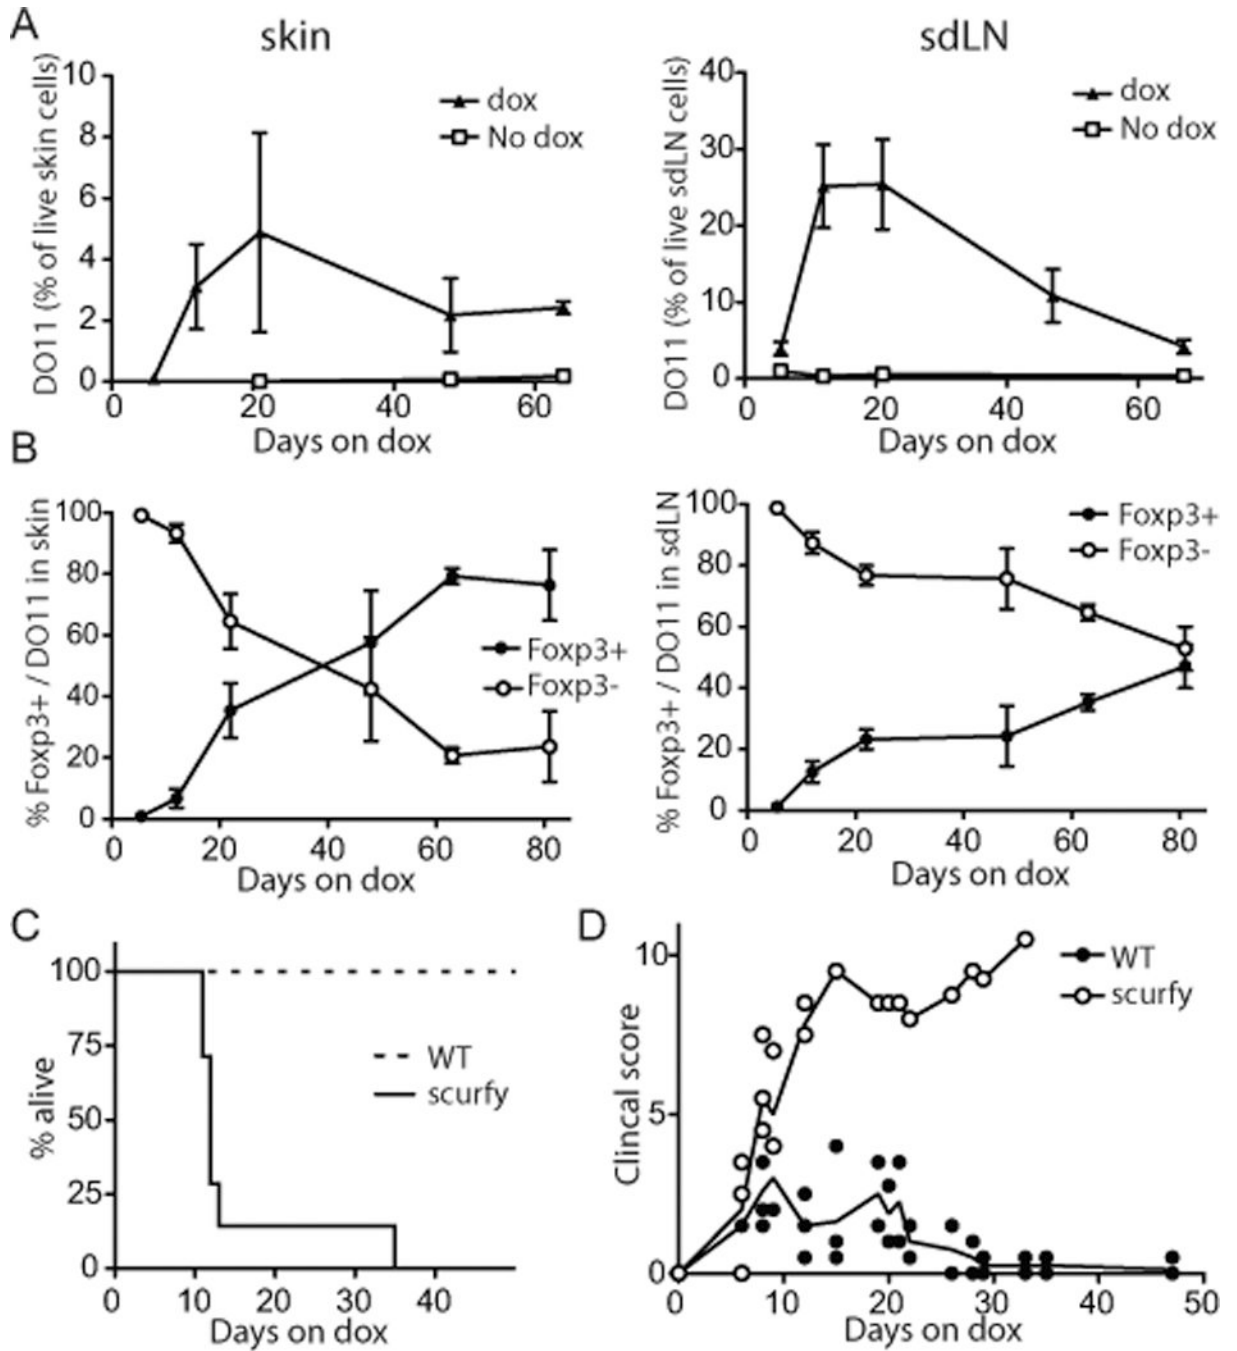 A
skin
sdLN
DO11 (% of live skin cells)
10
8
6
4
2
0
dox
No dox
0 20 40 60
Days on dox
DO11 (% of live sdLN cells)
40
30
20
10
0
dox
No dox
0 20 40 60
Days on dox
B
% Foxp3+ / DO11 in skin
100
80
60
40
20
0
Foxp3+
Foxp3-
0 20 40 60 80
Days on dox
% Foxp3+ / DO11 in sdLN
100
80
60
40
20
0
Foxp3+
Foxp3-
0 20 40 60 80
Days on dox
C
% alive
100
75
50
25
0
WT
scurfy
0 10 20 30 40
Days on dox
D
Clincal score
10
5
0
WT
scurfy
0 10 20 30 40 50
Days on dox